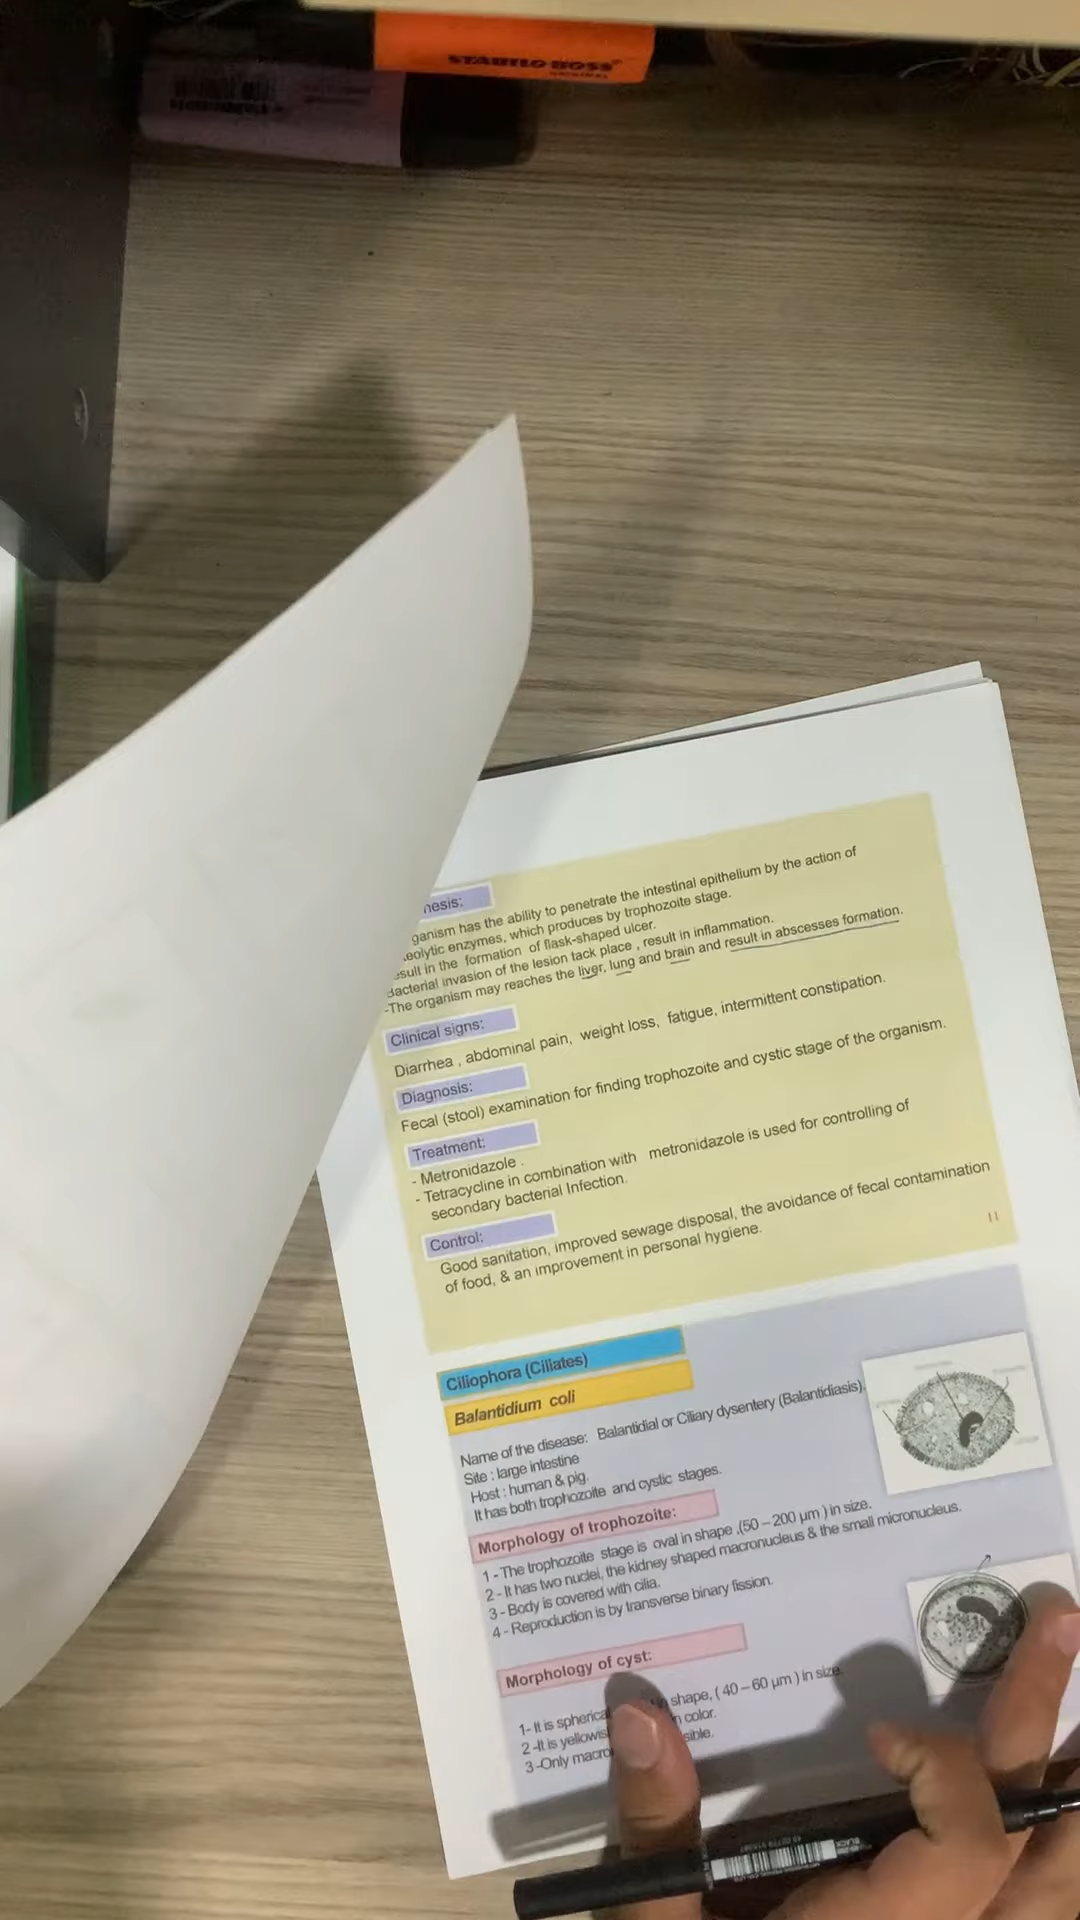 STABILO BOSS
ORIGINAL
nesis:
ganism has the ability to penetrate the intestinal epithelium by the action of
eolytic enzymes, which produces by trophozoite stage.
sult in the formation of flask-shaped ulcer.
Bacterial invasion of the lesion tack place , result in inflammation.
-The organism may reaches the liver, lung and brain and result in abscesses formation.
Clinical signs:
Diarrhea , abdominal pain, weight loss, fatigue, intermittent constipation.
Diagnosis:
Fecal (stool) examination for finding trophozoite and cystic stage of the organism.
Treatment:
- Metronidazole .
- Tetracycline in combination with metronidazole is used for controlling of
secondary bacterial Infection.
Control:
Good sanitation, improved sewage disposal, the avoidance of fecal contamination
of food, & an improvement in personal hygiene.
11
Ciliophora (Ciliates)
Balantidium coli
Name of the disease: Balantidial or Ciliary dysentery (Balantidiasis).
Site : large intestine
Host : human & pig.
It has both trophozoite and cystic stages.
Morphology of trophozoite:
1 - The trophozoite stage is oval in shape ,(50 – 200 µm ) in size.
2 - It has two nuclei, the kidney shaped macronucleus & the small micronucleus.
3 - Body is covered with cilia.
4 - Reproduction is by transverse binary fission.
Morphology of cyst:
1- It is spherical in shape, ( 40 – 60 µm ) in size.
2 -It is yellowis n color.
3 -Only macro sible.
BLACK